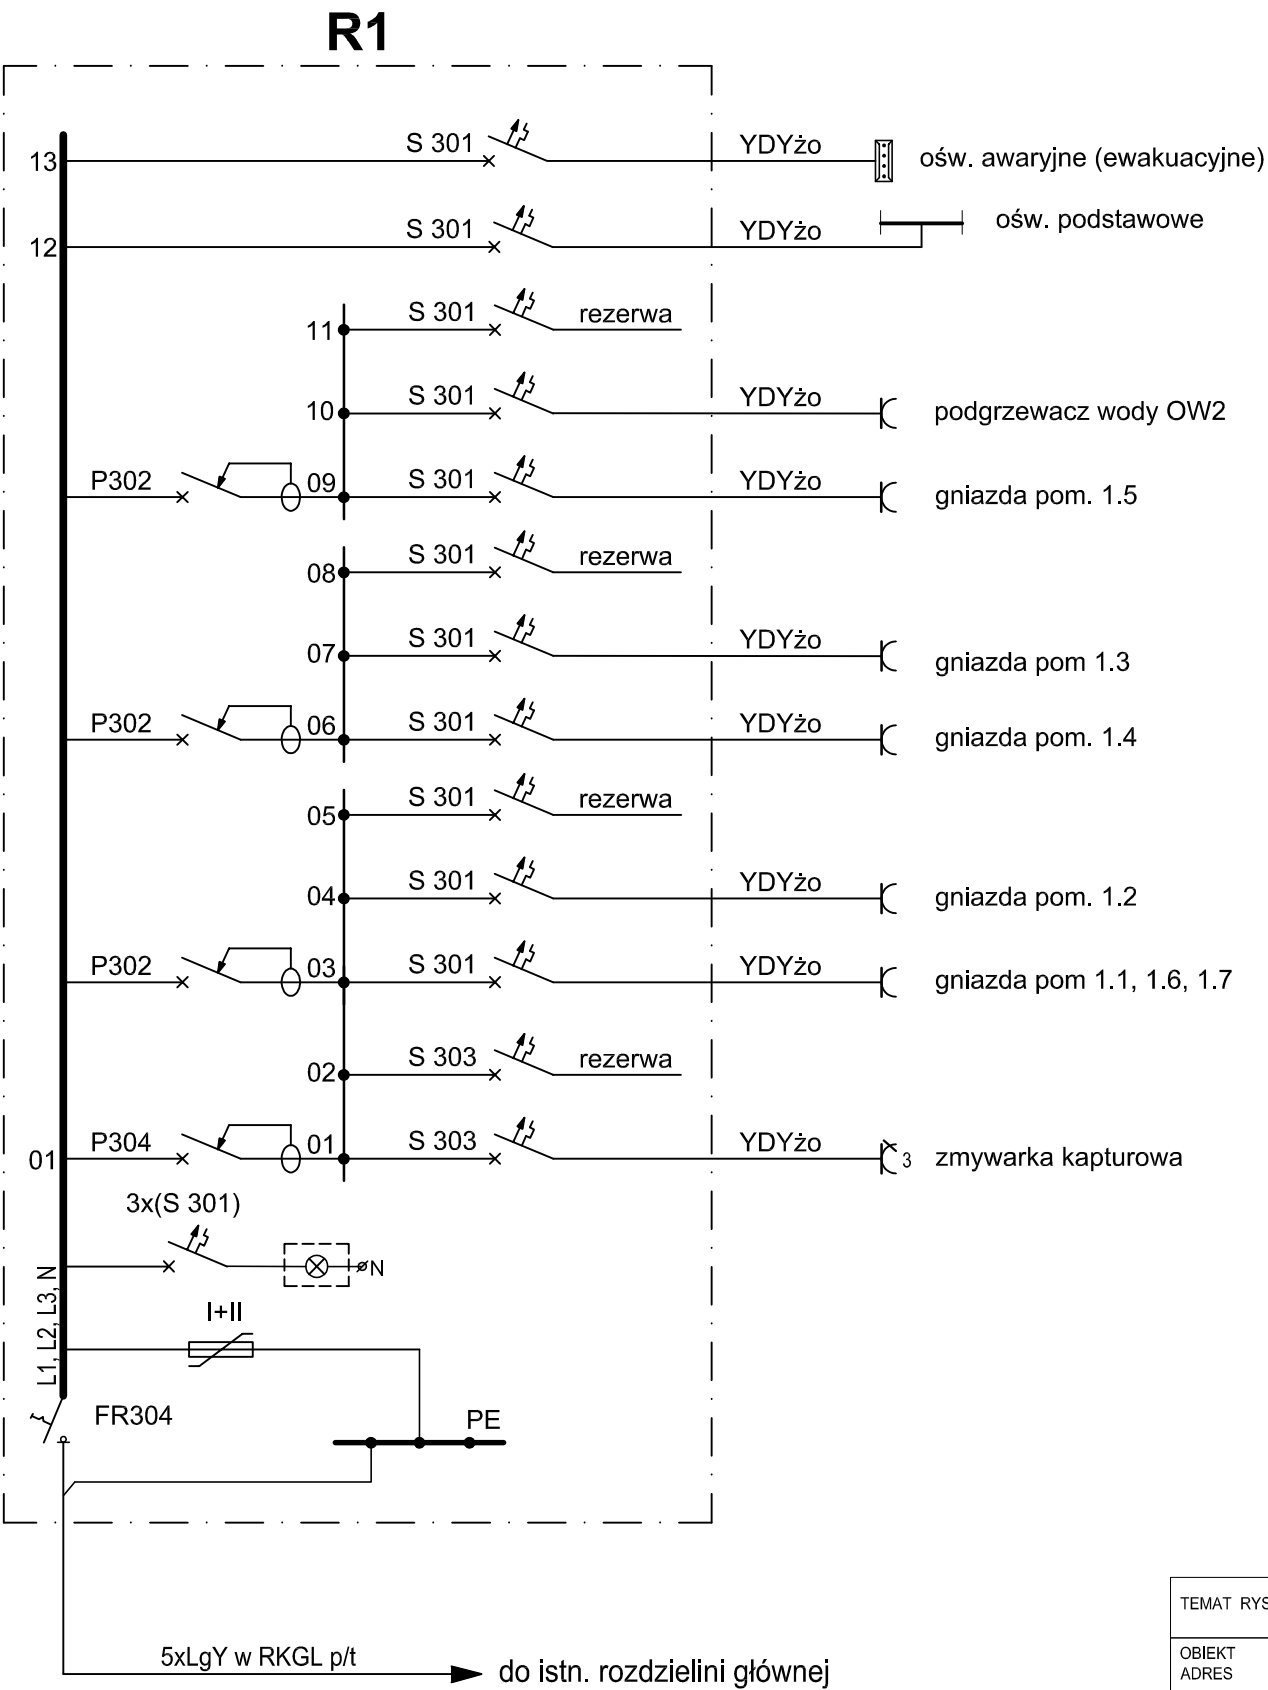 R1
13 S 301 YDYżo ośw. awaryjne (ewakuacyjne)
12 S 301 YDYżo ośw. podstawowe
11 S 301 rezerwa
10 S 301 YDYżo podgrzewacz wody OW2
P302 09 S 301 YDYżo gniazda pom. 1.5
08 S 301 rezerwa
07 S 301 YDYżo gniazda pom 1.3
P302 06 S 301 YDYżo gniazda pom. 1.4
05 S 301 rezerwa
04 S 301 YDYżo gniazda pom. 1.2
P302 03 S 301 YDYżo gniazda pom 1.1, 1.6, 1.7
02 S 303 rezerwa
01 P304 01 S 303 YDYżo 3 zmywarka kapturowa
3x(S 301)
N
L1, L2, L3, N
I+II
FR304
PE
5xLgY w RKGL p/t
do istn. rozdzielini głównej
TEMAT RYS
OBIEKT
ADRES